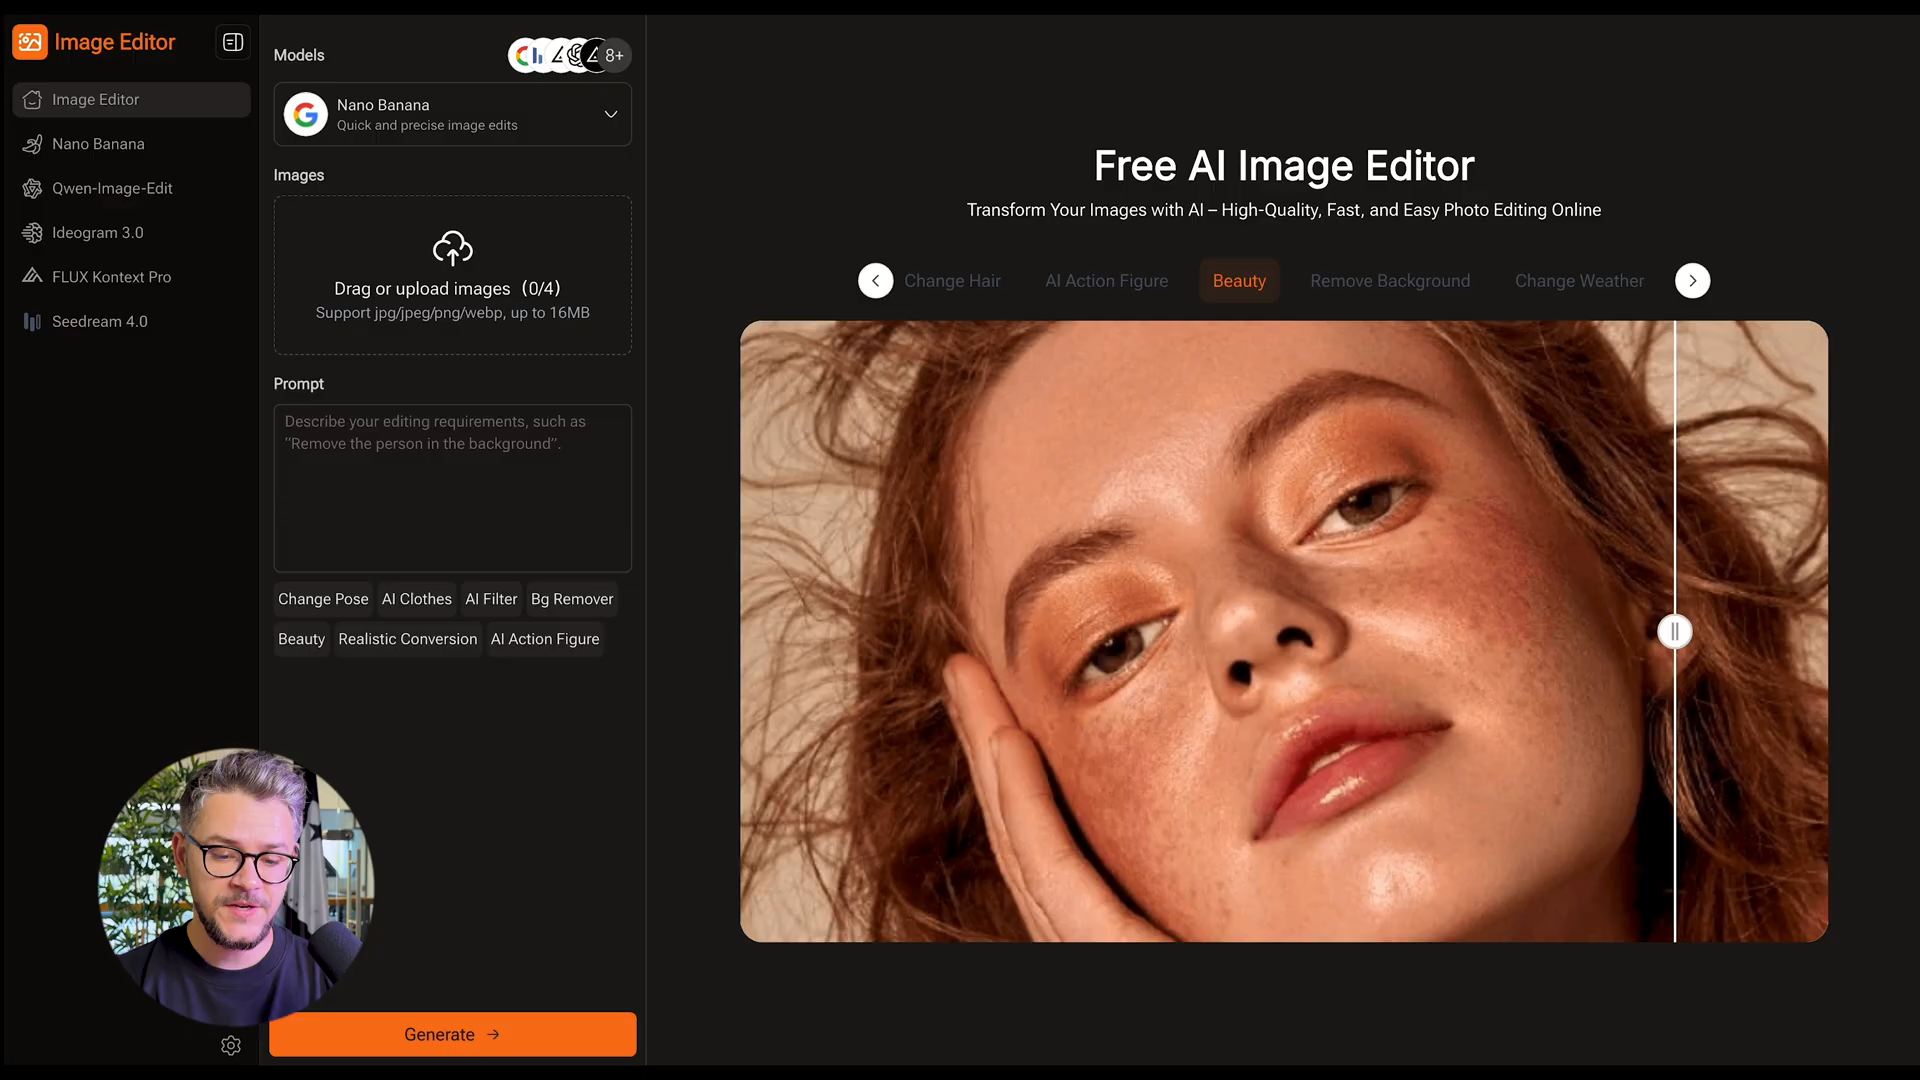 Image Editor
Image Editor
Nano Banana
Qwen-Image-Edit
Ideogram 3.0
FLUX Kontext Pro
Seedream 4.0
Models
8+
Nano Banana
Quick and precise image edits
Images
Drag or upload images (0/4)
Support jpg/jpeg/png/webp, up to 16MB
Prompt
Describe your editing requirements, such as
“Remove the person in the background”.
Change Pose AI Clothes AI Filter Bg Remover
Beauty Realistic Conversion AI Action Figure
Generate →
Free AI Image Editor
Transform Your Images with AI – High-Quality, Fast, and Easy Photo Editing Online
Change Hair AI Action Figure Beauty Remove Background Change Weather